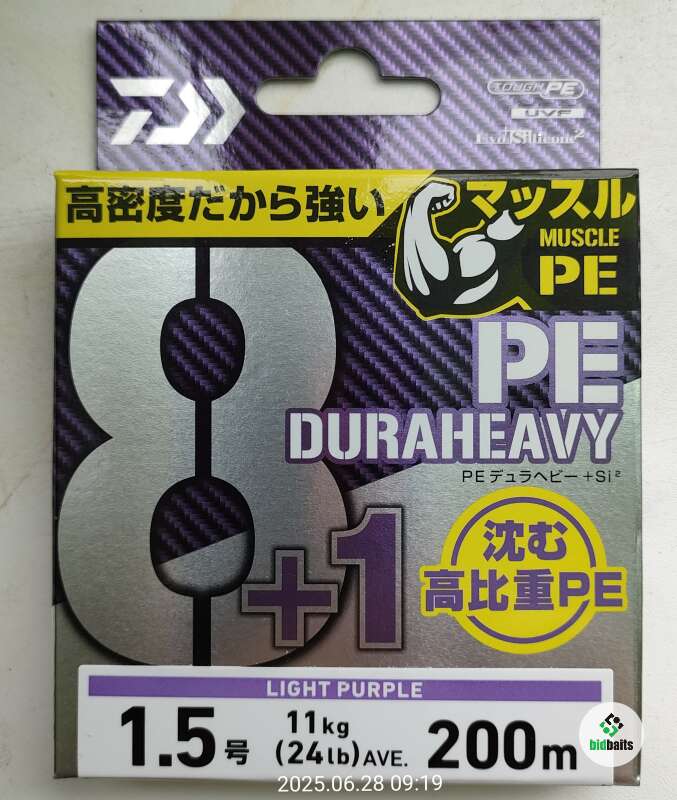 TOUGH PE
UVF
Evo+Silicone²
高密度だから強い
マッスル
MUSCLE
PE
8+1
PE
DURAHEAVY
PEデュラヘビー+Si²
沈む
高比重PE
LIGHT PURPLE
1.5号 11kg (24lb)AVE. 200m
bidbaits
2025.06.28 09:19